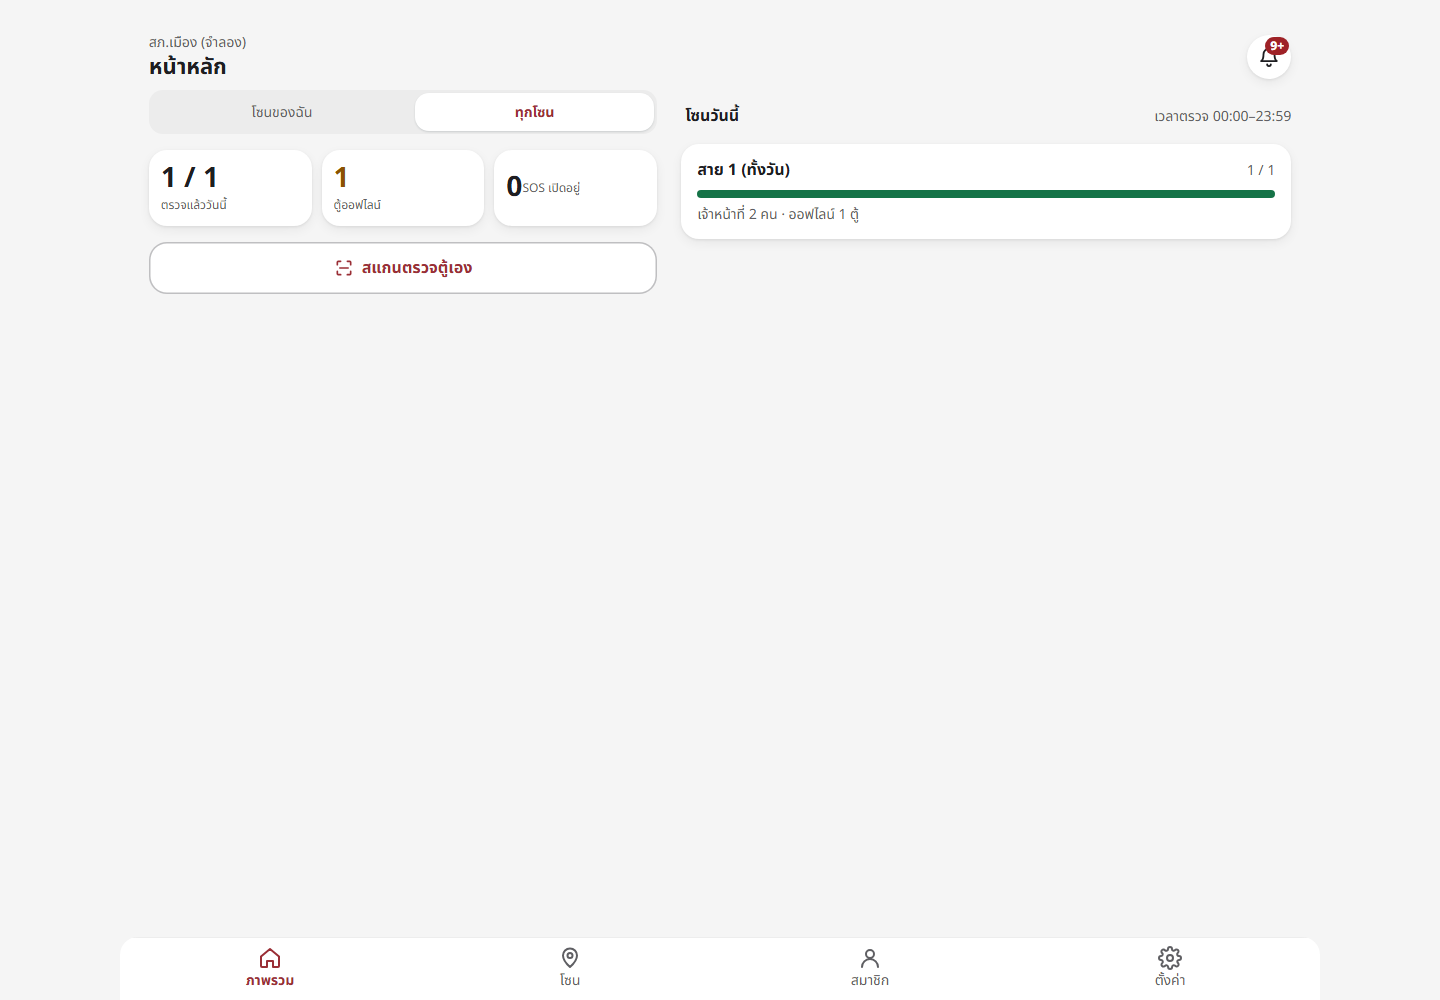 สภ.เมือง (จำลอง)
หน้าหลัก
9+
โซนของฉัน
ทุกโซน
1 / 1
ตรวจแล้ววันนี้
1
ตู้ออฟไลน์
0 SOS เปิดอยู่
สแกนตรวจตู้เอง
โซนวันนี้
เวลาตรวจ 00:00–23:59
สาย 1 (ทั้งวัน)
1 / 1
เจ้าหน้าที่ 2 คน · ออฟไลน์ 1 ตู้
ภาพรวม
โซน
สมาชิก
ตั้งค่า